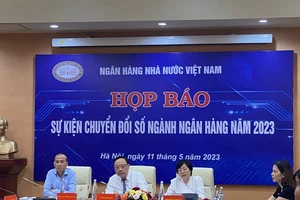 NGÂN HÀNG NHÀ NƯỚC VIỆT NAM
HỌP BÁO
SỰ KIỆN CHUYỂN ĐỔI SỐ NGÀNH NGÂN HÀNG NĂM 2023
Hà Nội, ngày 11 tháng 5 năm 2023